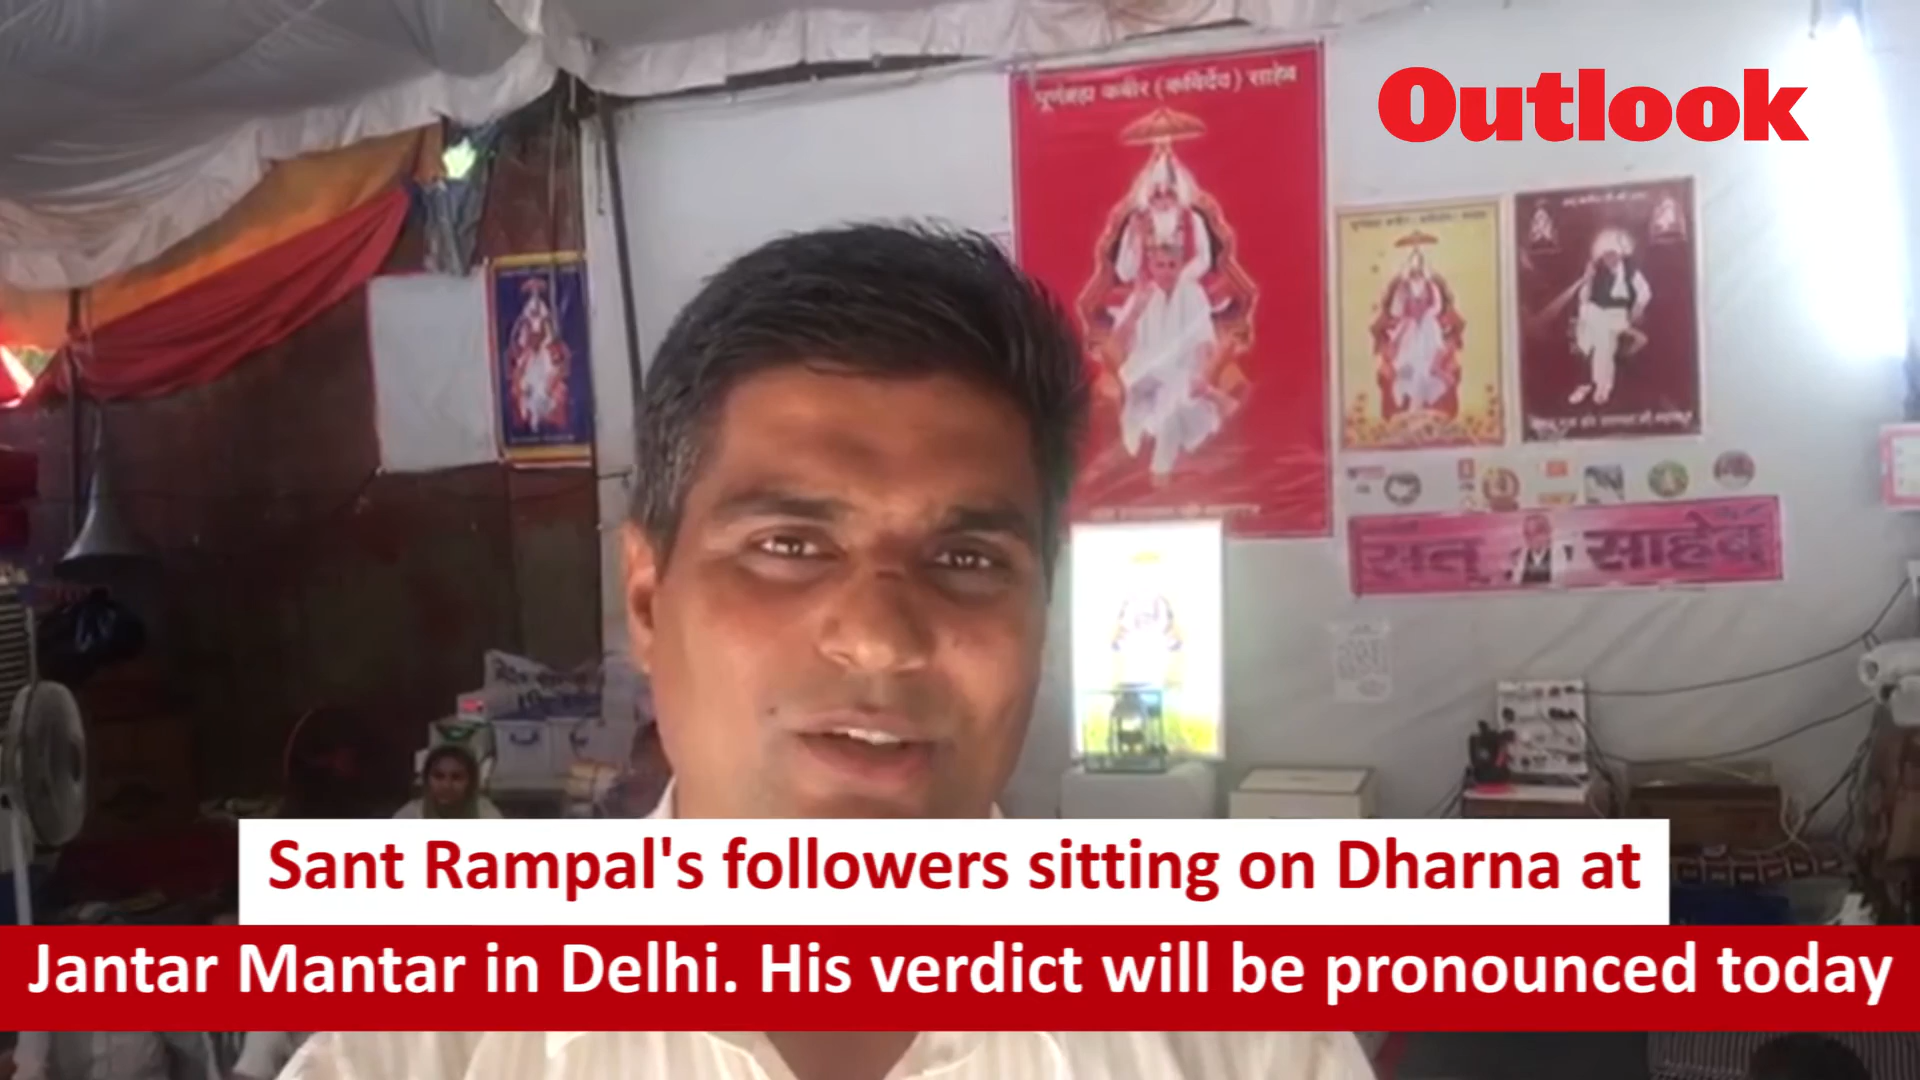 Outlook
पूर्णब्रह्म कबीर (कविर्देव) साहेब
सत् साहेब
Sant Rampal's followers sitting on Dharna at
Jantar Mantar in Delhi. His verdict will be pronounced today